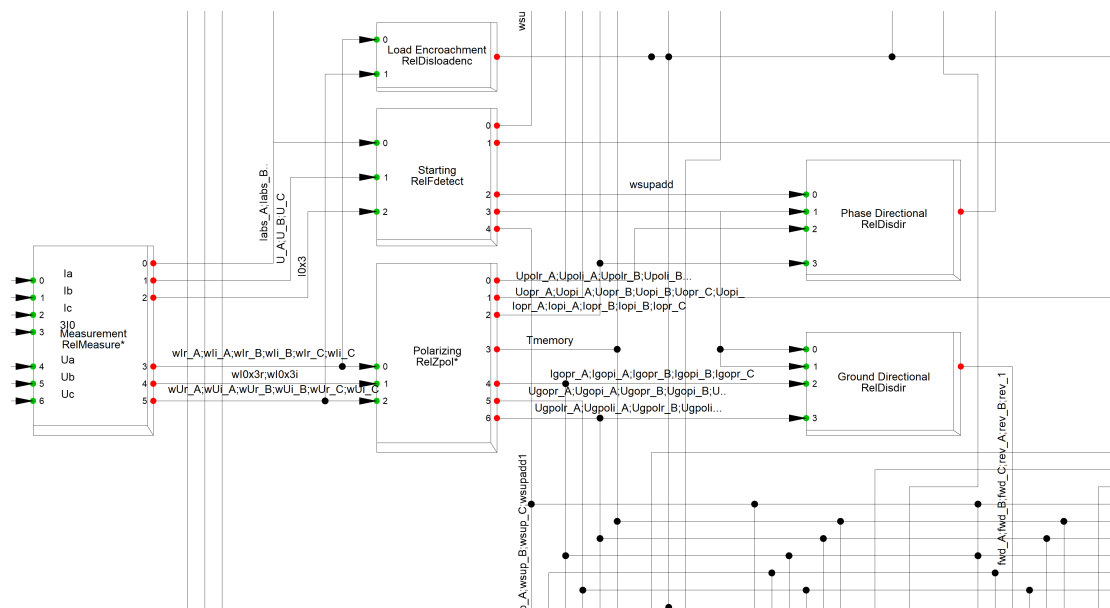 wsu
0
Load Encroachment
RelDisloadenc
1
0
0
1
Starting
RelFdetect
1
2
2
3
4
Iabs_A;Iabs_B..
U_A;U_B;U_C
I0x3
wsupadd
0
1
2
3
Phase Directional
RelDisdir
Ia
Ib
Ic
3I0
Measurement
RelMeasure*
Ua
Ub
Uc
0
1
2
3
4
5
6
0
1
2
3
4
5
wIr_A;wIi_A;wIr_B;wIi_B;wIr_C;wIi_C
wI0x3r;wI0x3i
wUr_A;wUi_A;wUr_B;wUi_B;wUr_C;wUi_C
0
1
2
Polarizing
RelZpol*
0
1
2
3
4
5
6
Upolr_A;Upoli_A;Upolr_B;Upoli_B...
Uopr_A;Uopi_A;Uopr_B;Uopi_B;Uopr_C;Uopi_
Iopr_A;Iopi_A;Iopr_B;Iopi_B;Iopr_C
Tmemory
Igopr_A;Igopi_A;Igopr_B;Igopi_B;Igopr_C
Ugopr_A;Ugopi_A;Ugopr_B;Ugopi_B;U..
Ugpolr_A;Ugpoli_A;Ugpolr_B;Ugpoli...
0
1
2
3
Ground Directional
RelDisdir
_A;wsup_B;wsup_C;wsupadd1
fwd_A;fwd_B;fwd_C;rev_A;rev_B;rev_1